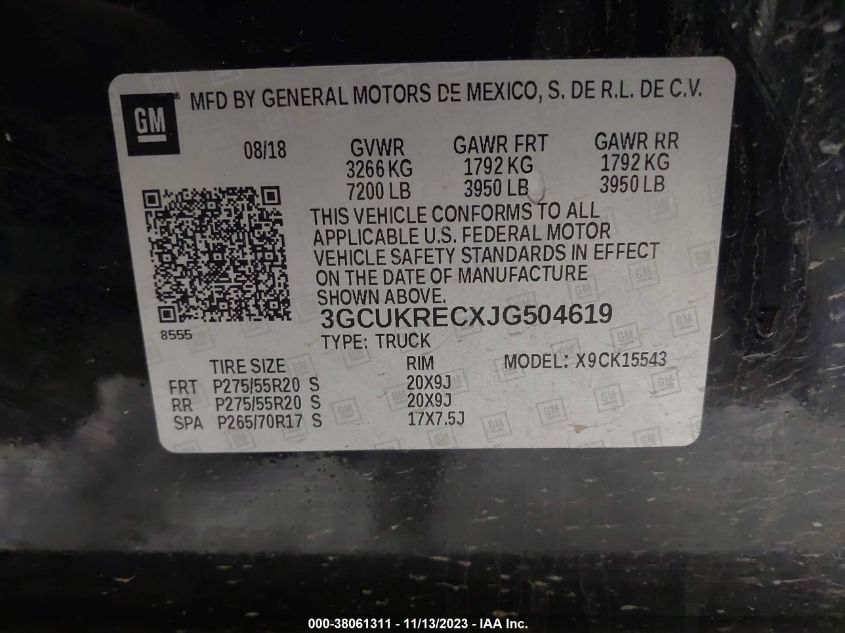 GM
MFD BY GENERAL MOTORS DE MEXICO, S. DE R.L. DE C.V.
08/18 GVWR GAWR FRT GAWR RR
3266 KG 1792 KG 1792 KG
7200 LB 3950 LB 3950 LB
THIS VEHICLE CONFORMS TO ALL
APPLICABLE U.S. FEDERAL MOTOR
VEHICLE SAFETY STANDARDS IN EFFECT
ON THE DATE OF MANUFACTURE
SHOWN ABOVE.
8555
3GCUKRECXJG504619
TYPE: TRUCK
TIRE SIZE RIM MODEL: X9CK15543
FRT P275/55R20 S 20X9J
RR P275/55R20 S 20X9J
SPA P265/70R17 S 17X7.5J
000-38061311 - 11/13/2023 - IAA Inc.